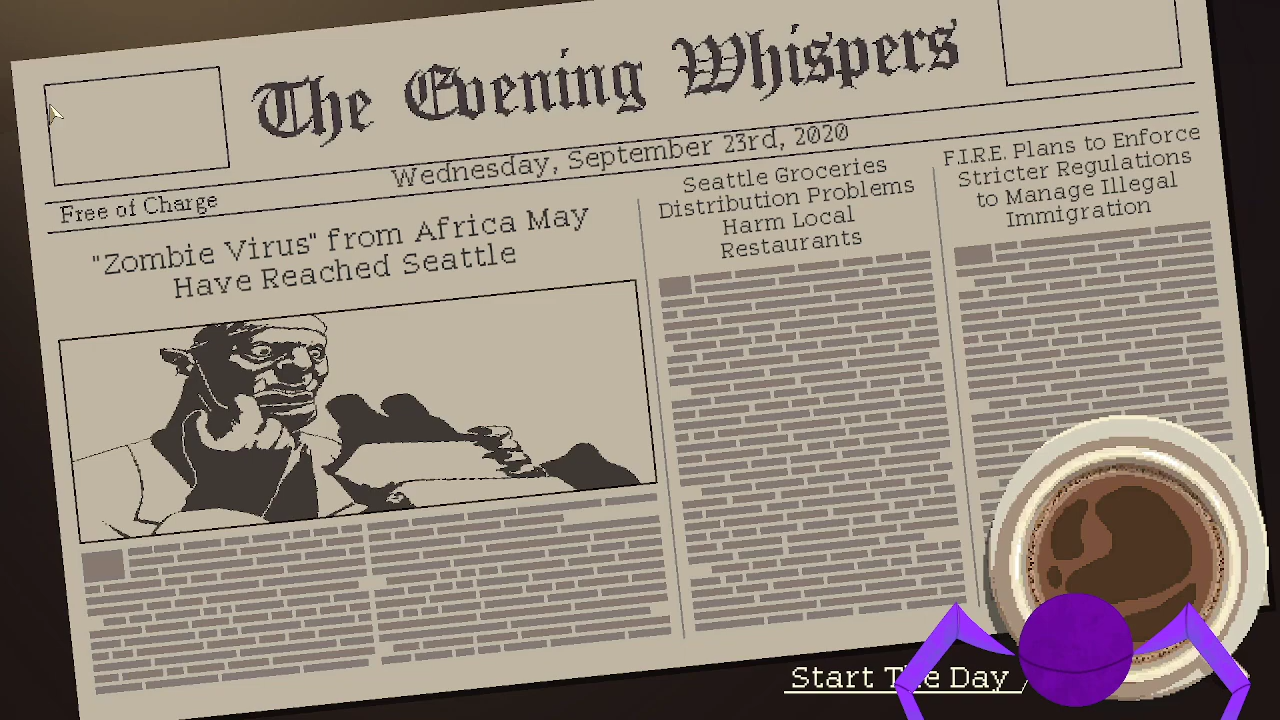 The Evening Whispers
Wednesday, September 23rd, 2020
Free of Charge
"Zombie Virus" from Africa May
Have Reached Seattle
Seattle Groceries
Distribution Problems
Harm Local
Restaurants
F.I.R.E. Plans to Enforce
Stricter Regulations
to Manage Illegal
Immigration
Start The Day